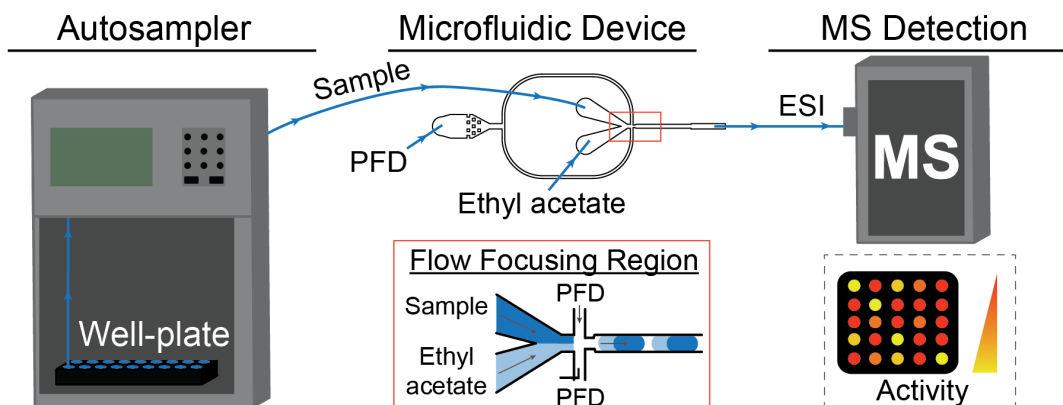 Autosampler
Microfluidic Device
MS Detection
Sample
ESI
PFD
MS
Ethyl acetate
Flow Focusing Region
PFD
Sample
Well-plate
Ethyl
acetate
PFD
Activity